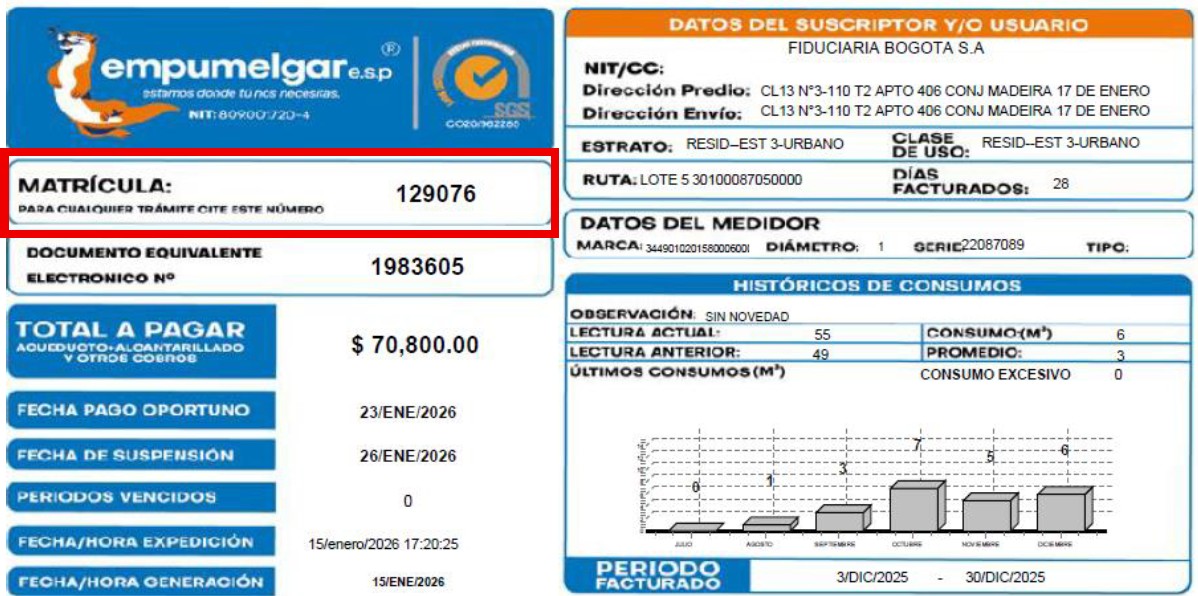 empumelgar e.s.p ®
estamos donde tú nos necesitas.
NIT:
SGS
MATRÍCULA: 129076
PARA CUALQUIER TRÁMITE CITE ESTE NÚMERO
DOCUMENTO EQUIVALENTE
ELECTRONICO Nº 1983605
TOTAL A PAGAR
ACUEDUCTO+ALCANTARILLADO
Y OTROS COBROS
$ 70,800.00
FECHA PAGO OPORTUNO 23/ENE/2026
FECHA DE SUSPENSIÓN 26/ENE/2026
PERIODOS VENCIDOS 0
FECHA/HORA EXPEDICIÓN 15/enero/2026 17:20:25
FECHA/HORA GENERACIÓN 15/ENE/2026
DATOS DEL SUSCRIPTOR Y/O USUARIO
FIDUCIARIA BOGOTA S.A
NIT/CC:
Dirección Predio: CL13 N°3-110 T2 APTO 406 CONJ MADEIRA 17 DE ENERO
Dirección Envío: CL13 N°3-110 T2 APTO 406 CONJ MADEIRA 17 DE ENERO
ESTRATO: RESID--EST 3-URBANO CLASE DE USO: RESID--EST 3-URBANO
RUTA: LOTE 5 30100087050000 DÍAS FACTURADOS: 28
DATOS DEL MEDIDOR
MARCA: DIÁMETRO: 1 SERIE 22087089 TIPO:
HISTÓRICOS DE CONSUMOS
OBSERVACIÓN: SIN NOVEDAD
LECTURA ACTUAL: 55 CONSUMO:(M³) 6
LECTURA ANTERIOR: 49 PROMEDIO: 3
ÚLTIMOS CONSUMOS (M³) CONSUMO EXCESIVO 0
0 1 3 7 5 6
JULIO AGOSTO SEPTIEMBRE OCTUBRE NOVIEMBRE DICIEMBRE
PERIODO FACTURADO 3/DIC/2025 - 30/DIC/2025